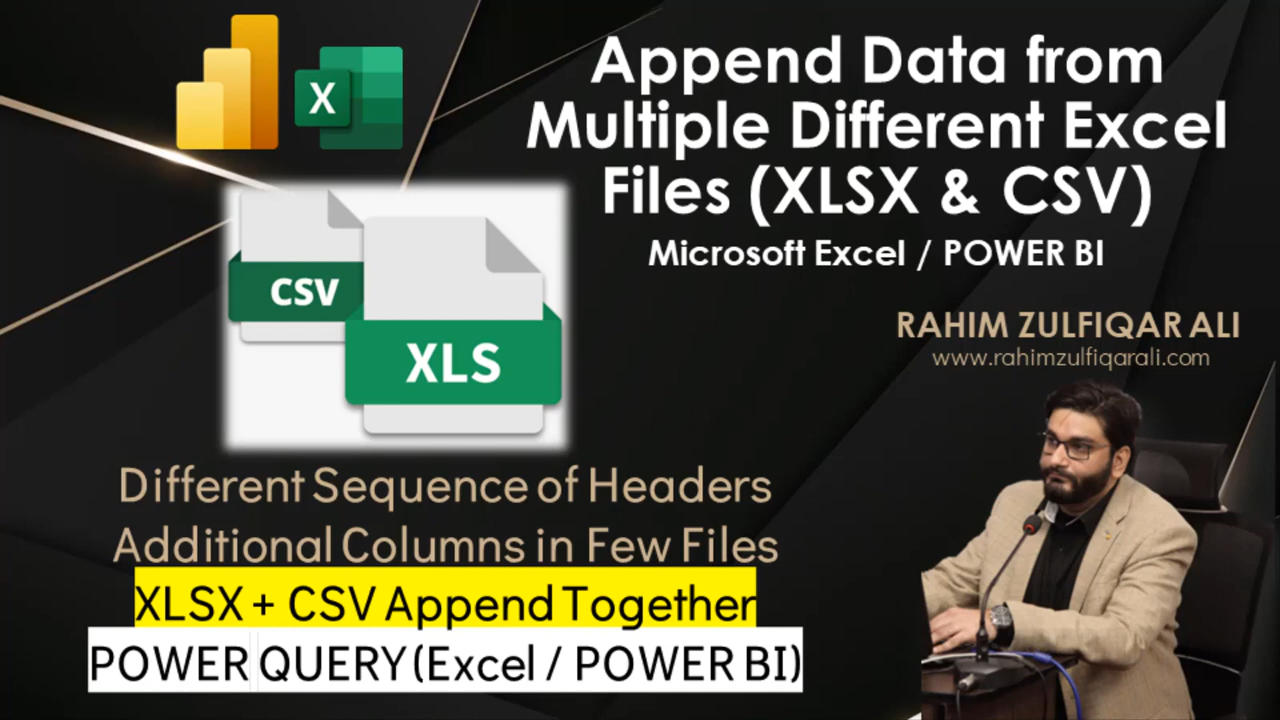 Append Data from
Multiple Different Excel
Files (XLSX & CSV)
Microsoft Excel / POWER BI
X
CSV
XLS
RAHIM ZULFIQAR ALI
www.rahimzulfiqarali.com
Different Sequence of Headers
Additional Columns in Few Files
XLSX + CSV Append Together
POWER QUERY (Excel / POWER BI)